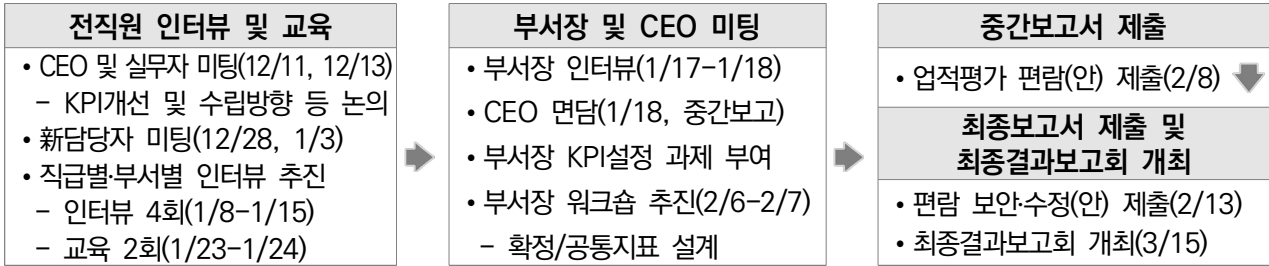 전직원 인터뷰 및 교육
• CEO 및 실무자 미팅(12/11, 12/13)
- KPI개선 및 수립방향 등 논의
• 新담당자 미팅(12/28, 1/3)
• 직급별·부서별 인터뷰 추진
- 인터뷰 4회(1/8-1/15)
- 교육 2회(1/23-1/24)
부서장 및 CEO 미팅
• 부서장 인터뷰(1/17-1/18)
• CEO 면담(1/18, 중간보고)
• 부서장 KPI설정 과제 부여
• 부서장 워크숍 추진(2/6-2/7)
- 확정/공통지표 설계
중간보고서 제출
• 업적평가 편람(안) 제출(2/8)
최종보고서 제출 및
최종결과보고회 개최
• 편람 보안·수정(안) 제출(2/13)
• 최종결과보고회 개최(3/15)